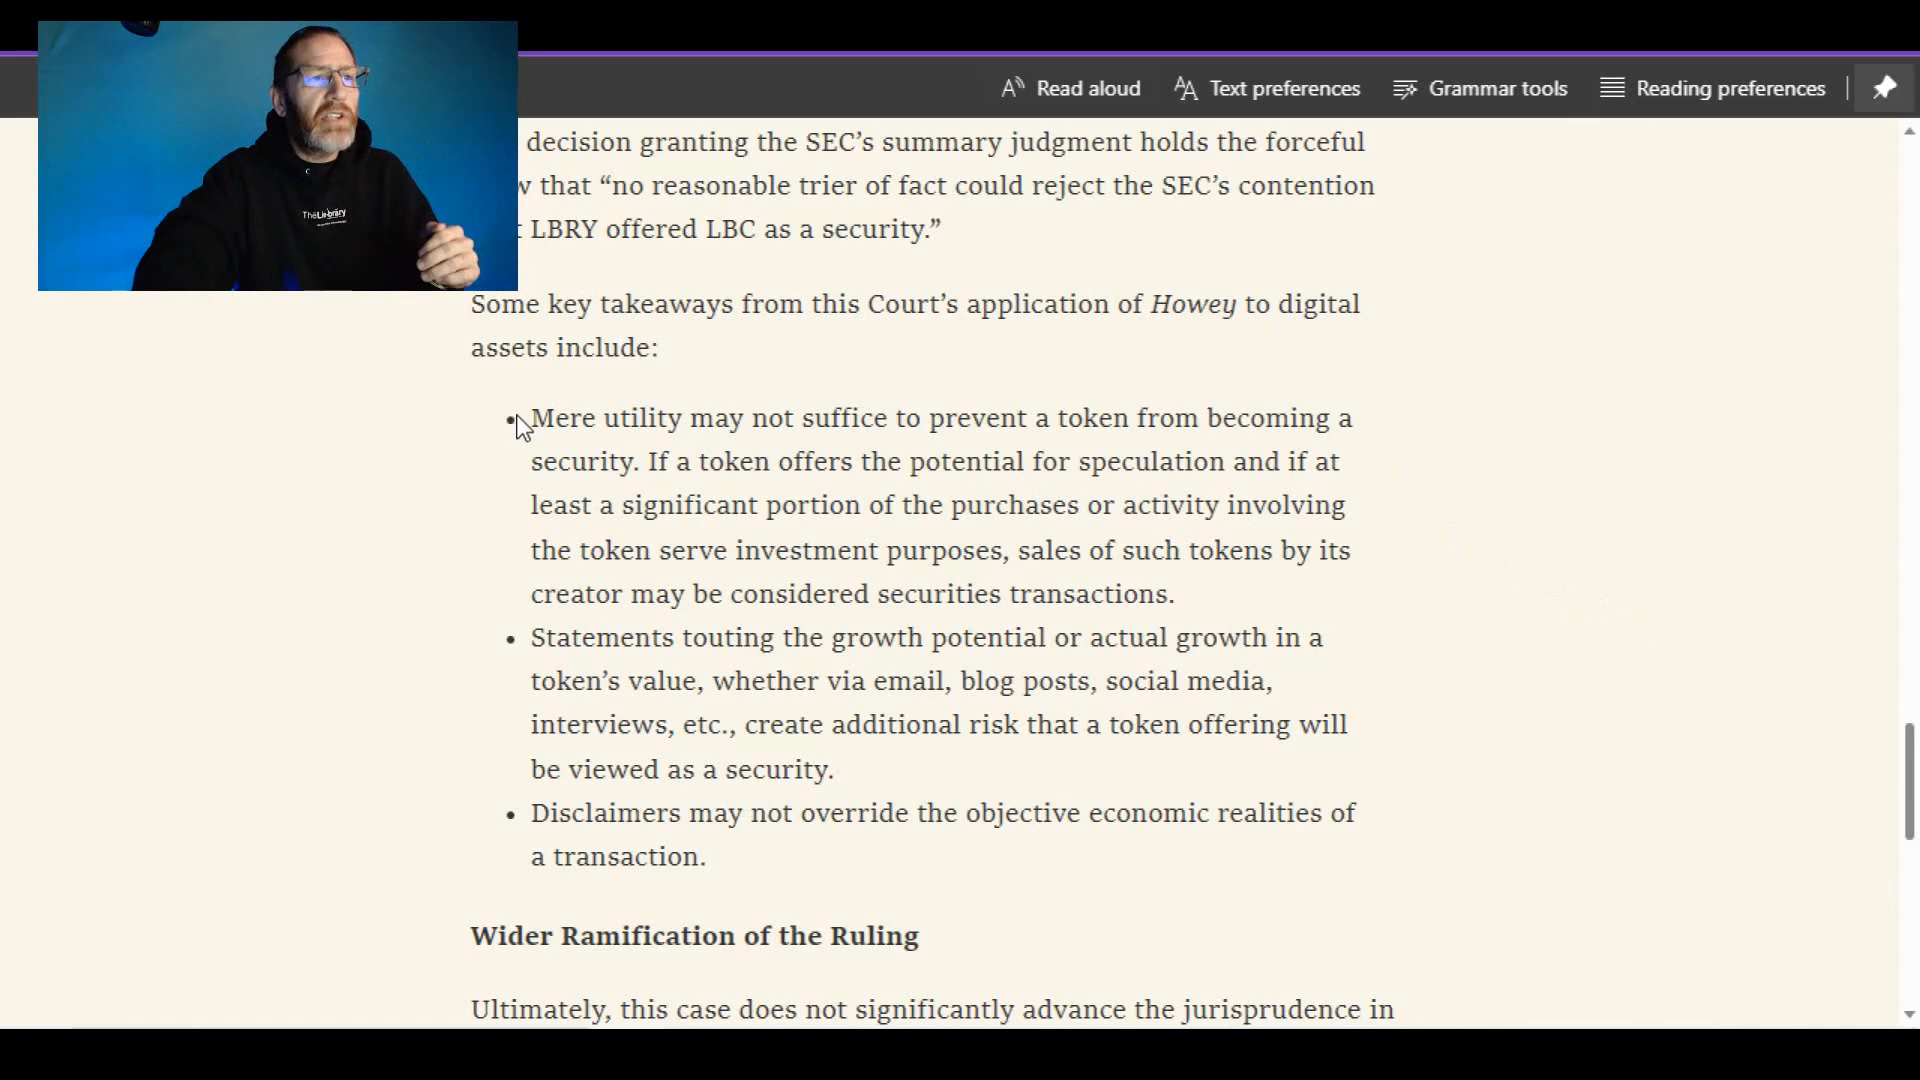 Read aloud
Text preferences
Grammar tools
Reading preferences
decision granting the SEC’s summary judgment holds the forceful
w that “no reasonable trier of fact could reject the SEC’s contention
t LBRY offered LBC as a security.”
Some key takeaways from this Court’s application of Howey to digital
assets include:
• Mere utility may not suffice to prevent a token from becoming a
security. If a token offers the potential for speculation and if at
least a significant portion of the purchases or activity involving
the token serve investment purposes, sales of such tokens by its
creator may be considered securities transactions.
• Statements touting the growth potential or actual growth in a
token’s value, whether via email, blog posts, social media,
interviews, etc., create additional risk that a token offering will
be viewed as a security.
• Disclaimers may not override the objective economic realities of
a transaction.
Wider Ramification of the Ruling
Ultimately, this case does not significantly advance the jurisprudence in